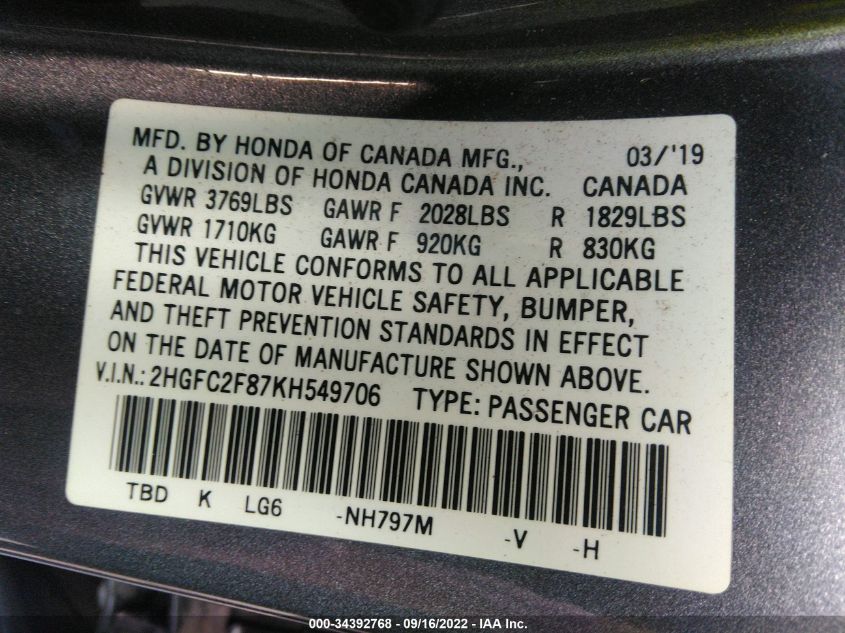 MFD. BY HONDA OF CANADA MFG., 03/'19
A DIVISION OF HONDA CANADA INC. CANADA
GVWR 3769LBS GAWR F 2028LBS R 1829LBS
GVWR 1710KG GAWR F 920KG R 830KG
THIS VEHICLE CONFORMS TO ALL APPLICABLE
FEDERAL MOTOR VEHICLE SAFETY, BUMPER,
AND THEFT PREVENTION STANDARDS IN EFFECT
ON THE DATE OF MANUFACTURE SHOWN ABOVE.
V.I.N.: 2HGFC2F87KH549706 TYPE: PASSENGER CAR
TBD K LG6 -NH797M -V -H
000-34392768 - 09/16/2022 - IAA Inc.